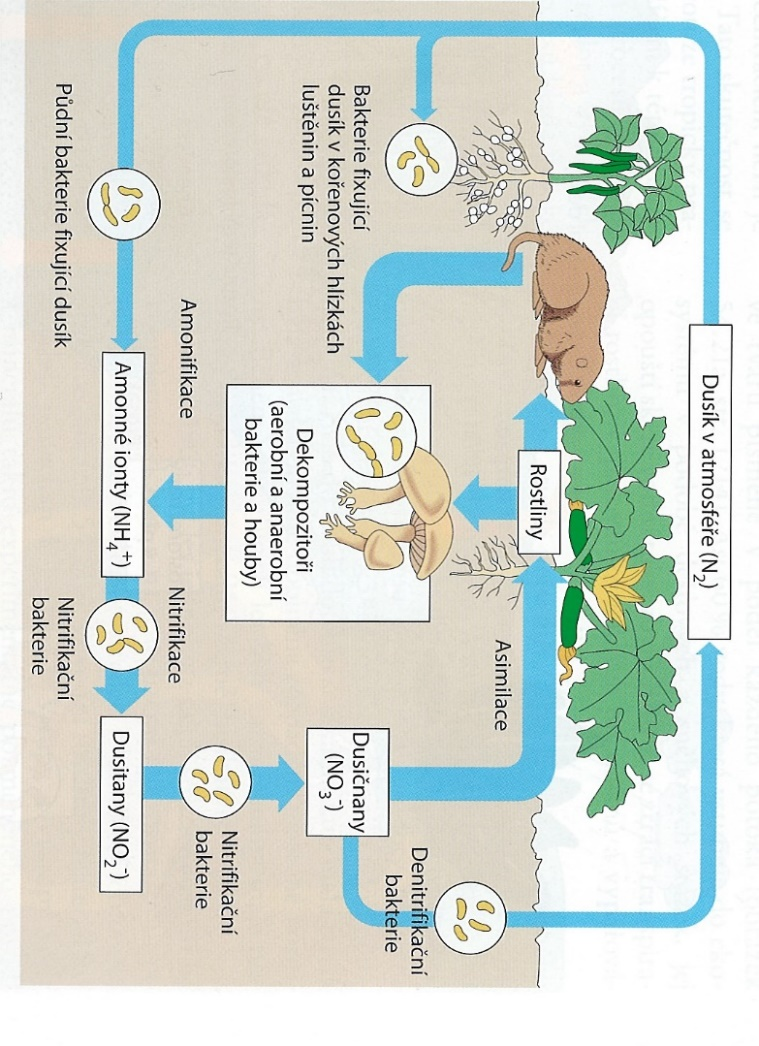 Dusík v atmosféře (N₂)
Rostliny
Asimilace
Bakterie fixující
dusík v kořenových hlízkách
luštěnin a pícnin
Dekompozitoři
(aerobní a anaerobní
bakterie a houby)
Dusičnany
(NO₃⁻)
Denitrifikační
bakterie
Amonifikace
Nitrifikace
Nitrifikační
bakterie
Půdní bakterie fixující dusík
Amonné ionty (NH₄⁺)
Nitrifikační
bakterie
Dusitany (NO₂⁻)